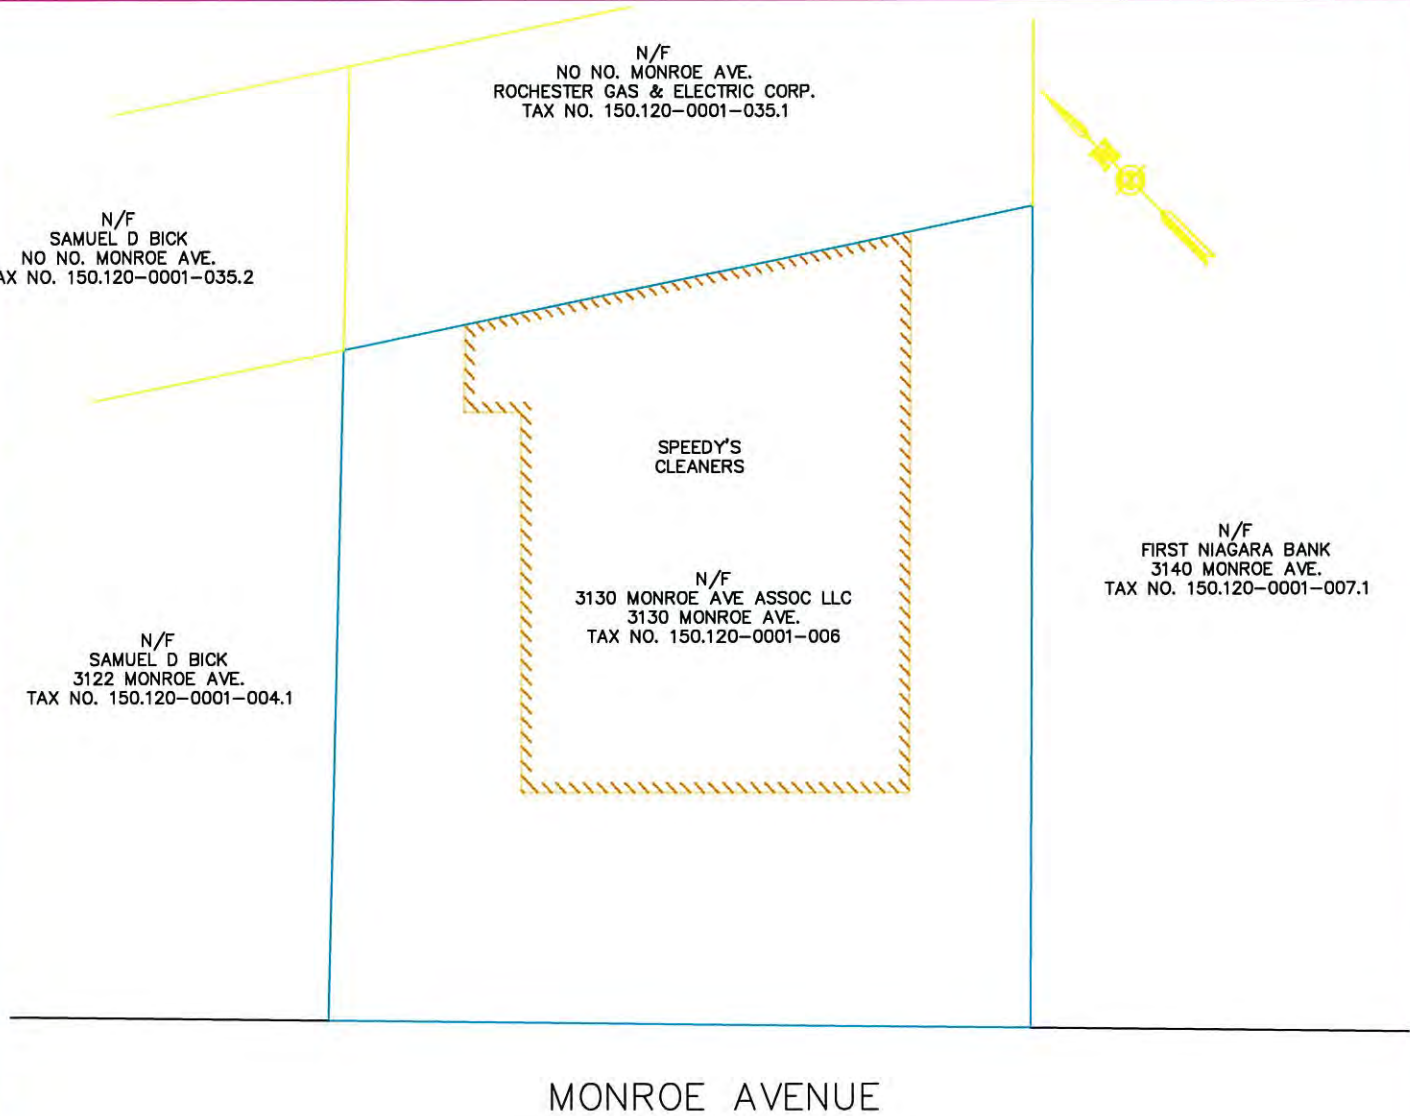 N/F
NO NO. MONROE AVE.
ROCHESTER GAS & ELECTRIC CORP.
TAX NO. 150.120-0001-035.1
N/F
SAMUEL D BICK
NO NO. MONROE AVE.
AX NO. 150.120-0001-035.2
SPEEDY'S
CLEANERS
N/F
3130 MONROE AVE ASSOC LLC
3130 MONROE AVE.
TAX NO. 150.120-0001-006
N/F
FIRST NIAGARA BANK
3140 MONROE AVE.
TAX NO. 150.120-0001-007.1
N/F
SAMUEL D BICK
3122 MONROE AVE.
TAX NO. 150.120-0001-004.1
MONROE AVENUE